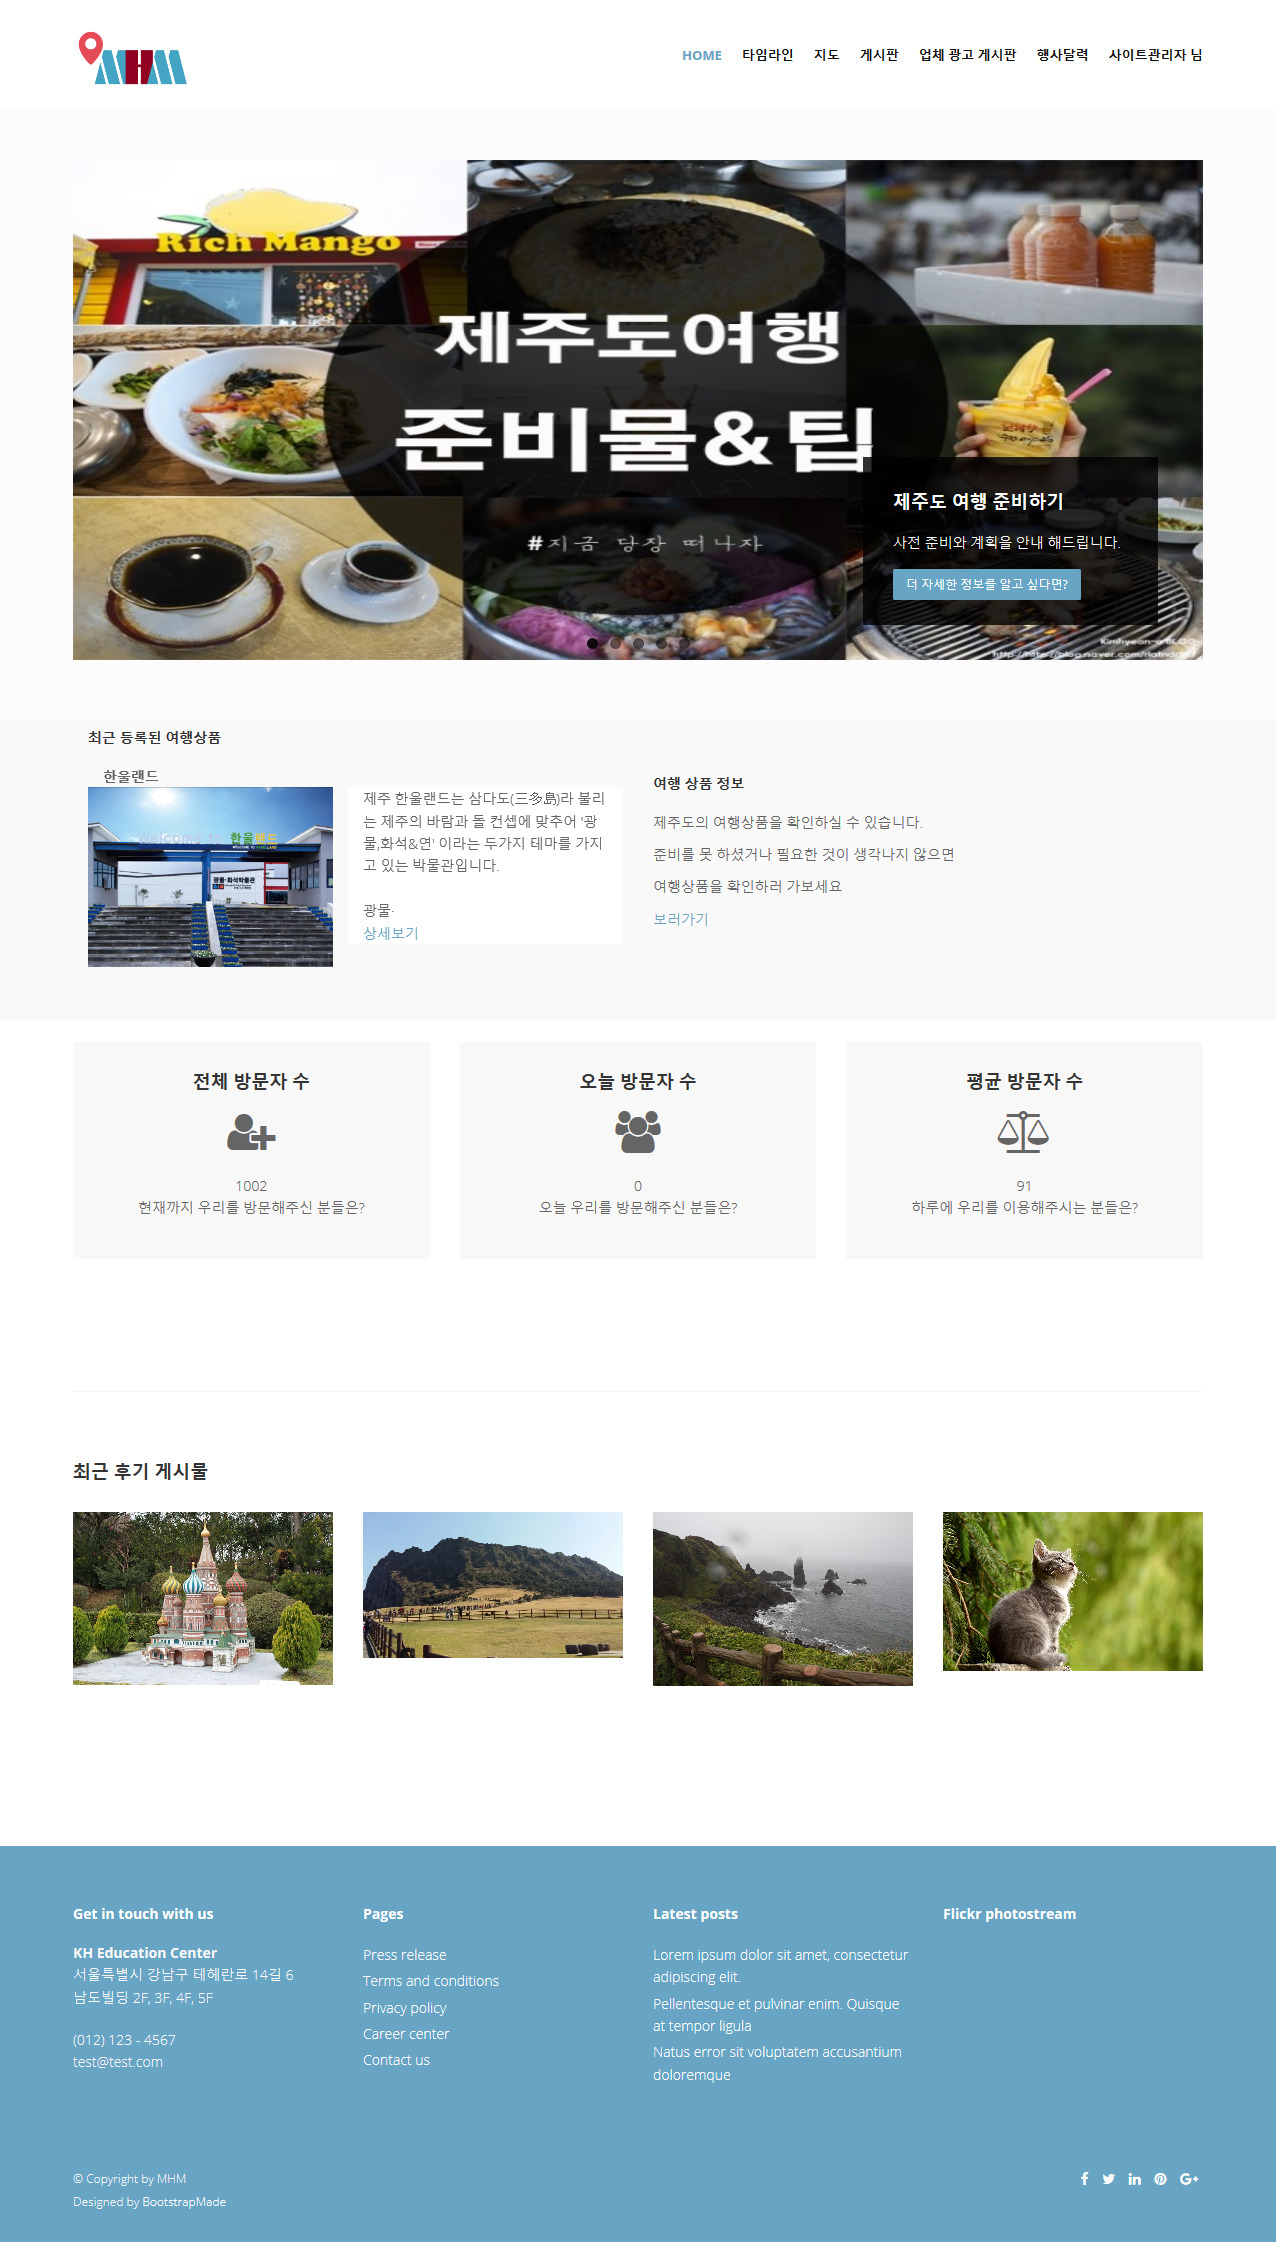 MHM
HOME 타임라인 지도 게시판 업체 광고 게시판 행사달력 사이트관리자 님
Rich Mango
제주도여행
준비물&팁
#지금 당장 떠나자
제주도 여행 준비하기
사전 준비와 계획을 안내 해드립니다.
더 자세한 정보를 알고 싶다면?
Kimhyeon-a BLOG
최근 등록된 여행상품
한울랜드
Welcome
한울랜드
광물·화석박물관
제주 한울랜드는 삼다도(三多島)라 불리
는 제주의 바람과 돌 컨셉에 맞추어 '광
물,화석&연' 이라는 두가지 테마를 가지
고 있는 박물관입니다.
광물·
상세보기
여행 상품 정보
제주도의 여행상품을 확인하실 수 있습니다.
준비를 못 하셨거나 필요한 것이 생각나지 않으면
여행상품을 확인하러 가보세요
보러가기
전체 방문자 수
1002
현재까지 우리를 방문해주신 분들은?
오늘 방문자 수
0
오늘 우리를 방문해주신 분들은?
평균 방문자 수
91
하루에 우리를 이용해주시는 분들은?
최근 후기 게시물
Get in touch with us
KH Education Center
서울특별시 강남구 테헤란로 14길 6
남도빌딩 2F, 3F, 4F, 5F
(012) 123 - 4567
test@test.com
Pages
Press release
Terms and conditions
Privacy policy
Career center
Contact us
Latest posts
Lorem ipsum dolor sit amet, consectetur
adipiscing elit.
Pellentesque et pulvinar enim. Quisque
at tempor ligula
Natus error sit voluptatem accusantium
doloremque
Flickr photostream
© Copyright by MHM
Designed by BootstrapMade